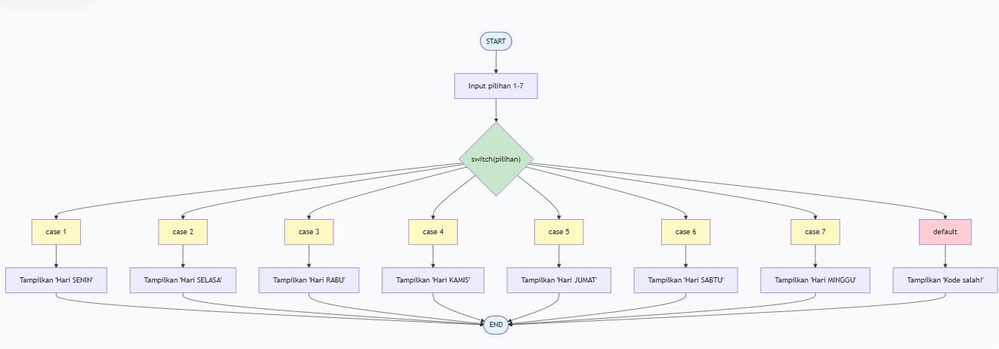 START
Input pilihan 1-7
switch(pilihan)
case 1
case 2
case 3
case 4
case 5
case 6
case 7
default
Tampilkan 'Hari SENIN'
Tampilkan 'Hari SELASA'
Tampilkan 'Hari RABU'
Tampilkan 'Hari KAMIS'
Tampilkan 'Hari JUMAT'
Tampilkan 'Hari SABTU'
Tampilkan 'Hari MINGGU'
Tampilkan 'Kode salah!'
END